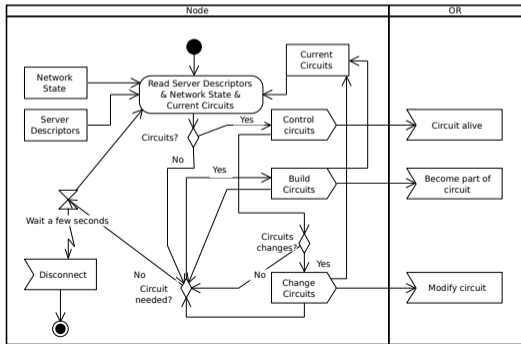 Node
OR
Network
State
Server
Descriptors
Read Server Descriptors
& Network State &
Current Circuits
Current
Circuits
Circuits?
Yes
Control
circuits
Circuit alive
No
Yes
Build
Circuits
Become part of
circuit
Wait a few seconds
Circuits
changes?
Disconnect
No
Circuit
needed?
No
Yes
Change
Circuits
Modify circuit